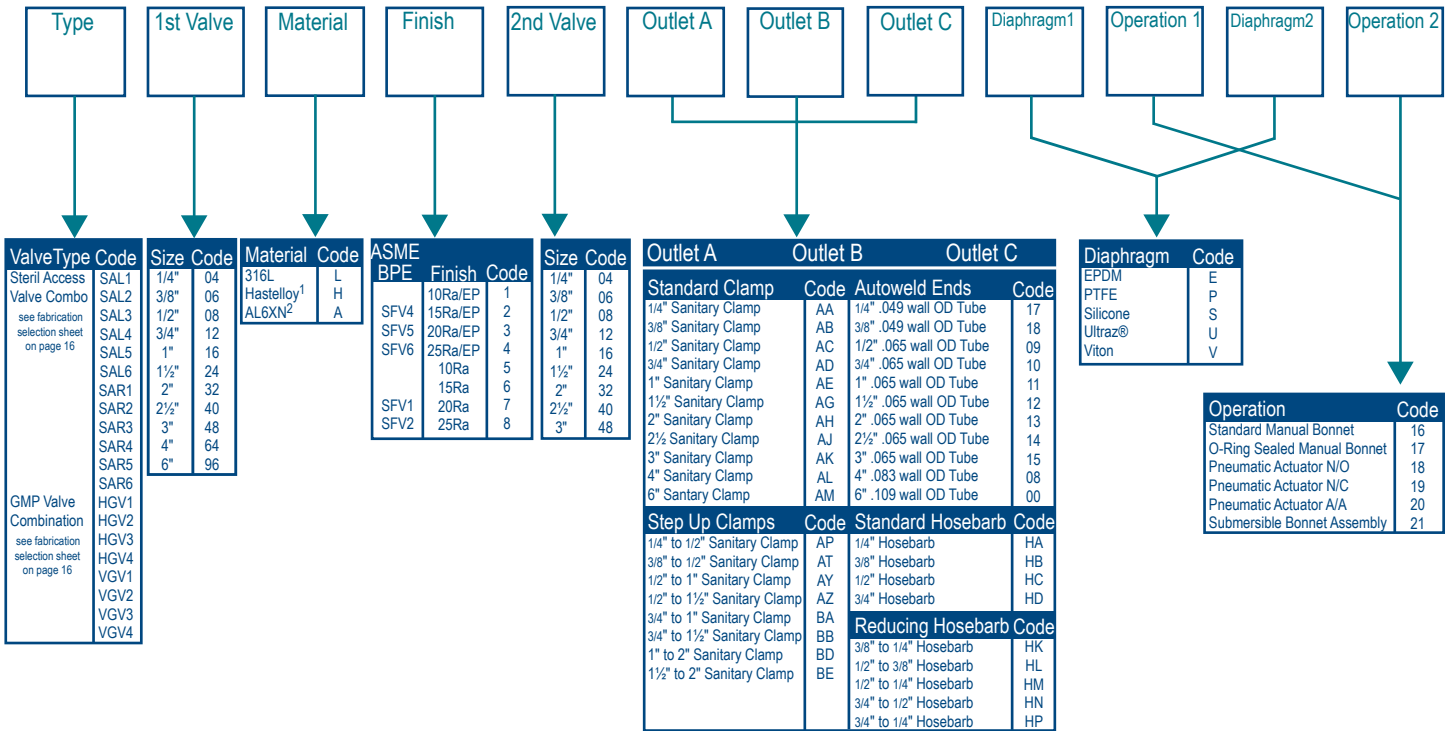 Type 1st Valve Material Finish 2nd Valve Outlet A Outlet B Outlet C Diaphragm1 Operation 1 Diaphragm2 Operation 2
ValveType Code
Steril Access SAL1
Valve Combo SAL2
see fabrication SAL3
selection sheet SAL4
on page 16 SAL5
SAL6
SAR1
SAR2
SAR3
SAR4
SAR5
SAR6
GMP Valve HGV1
Combination HGV2
see fabrication HGV3
selection sheet HGV4
on page 16 VGV1
VGV2
VGV3
VGV4
Size Code
1/4" 04
3/8" 06
1/2" 08
3/4" 12
1" 16
1½" 24
2" 32
2½" 40
3" 48
4" 64
6" 96
Material Code
316L L
Hastelloy1 H
AL6XN2 A
ASME
BPE Finish Code
10Ra/EP 1
SFV4 15Ra/EP 2
SFV5 20Ra/EP 3
SFV6 25Ra/EP 4
10Ra 5
15Ra 6
SFV1 20Ra 7
SFV2 25Ra 8
Size Code
1/4" 04
3/8" 06
1/2" 08
3/4" 12
1" 16
1½" 24
2" 32
2½" 40
3" 48
Outlet A Outlet B Outlet C
Standard Clamp Code
1/4" Sanitary Clamp AA
3/8" Sanitary Clamp AB
1/2" Sanitary Clamp AC
3/4" Sanitary Clamp AD
1" Sanitary Clamp AE
1½" Sanitary Clamp AG
2" Sanitary Clamp AH
2½ Sanitary Clamp AJ
3" Sanitary Clamp AK
4" Sanitary Clamp AL
6" Santary Clamp AM
Autoweld Ends Code
1/4" .049 wall OD Tube 17
3/8" .049 wall OD Tube 18
1/2" .065 wall OD Tube 09
3/4" .065 wall OD Tube 10
1" .065 wall OD Tube 11
1½" .065 wall OD Tube 12
2" .065 wall OD Tube 13
2½" .065 wall OD Tube 14
3" .065 wall OD Tube 15
4" .083 wall OD Tube 08
6" .109 wall OD Tube 00
Step Up Clamps Code
1/4" to 1/2" Sanitary Clamp AP
3/8" to 1/2" Sanitary Clamp AT
1/2" to 1" Sanitary Clamp AY
1/2" to 1½" Sanitary Clamp AZ
3/4" to 1" Sanitary Clamp BA
3/4" to 1½" Sanitary Clamp BB
1" to 2" Sanitary Clamp BD
1½" to 2" Sanitary Clamp BE
Standard Hosebarb Code
1/4" Hosebarb HA
3/8" Hosebarb HB
1/2" Hosebarb HC
3/4" Hosebarb HD
Reducing Hosebarb Code
3/8" to 1/4" Hosebarb HK
1/2" to 3/8" Hosebarb HL
1/2" to 1/4" Hosebarb HM
3/4" to 1/2" Hosebarb HN
3/4" to 1/4" Hosebarb HP
Diaphragm Code
EPDM E
PTFE P
Silicone S
Ultraz® U
Viton V
Operation Code
Standard Manual Bonnet 16
O-Ring Sealed Manual Bonnet 17
Pneumatic Actuator N/O 18
Pneumatic Actuator N/C 19
Pneumatic Actuator A/A 20
Submersible Bonnet Assembly 21